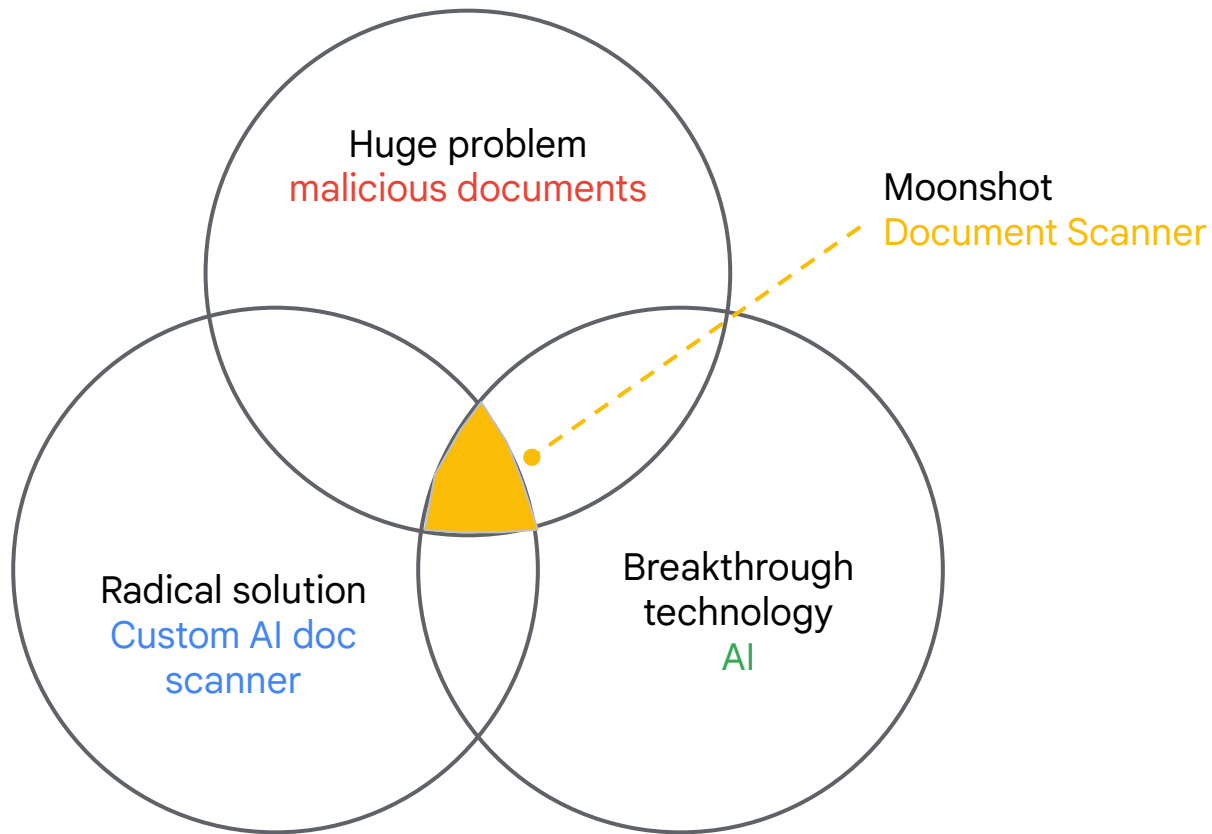 Huge problem
malicious documents
Moonshot
Document Scanner
Radical solution
Custom AI doc
scanner
Breakthrough
technology
AI